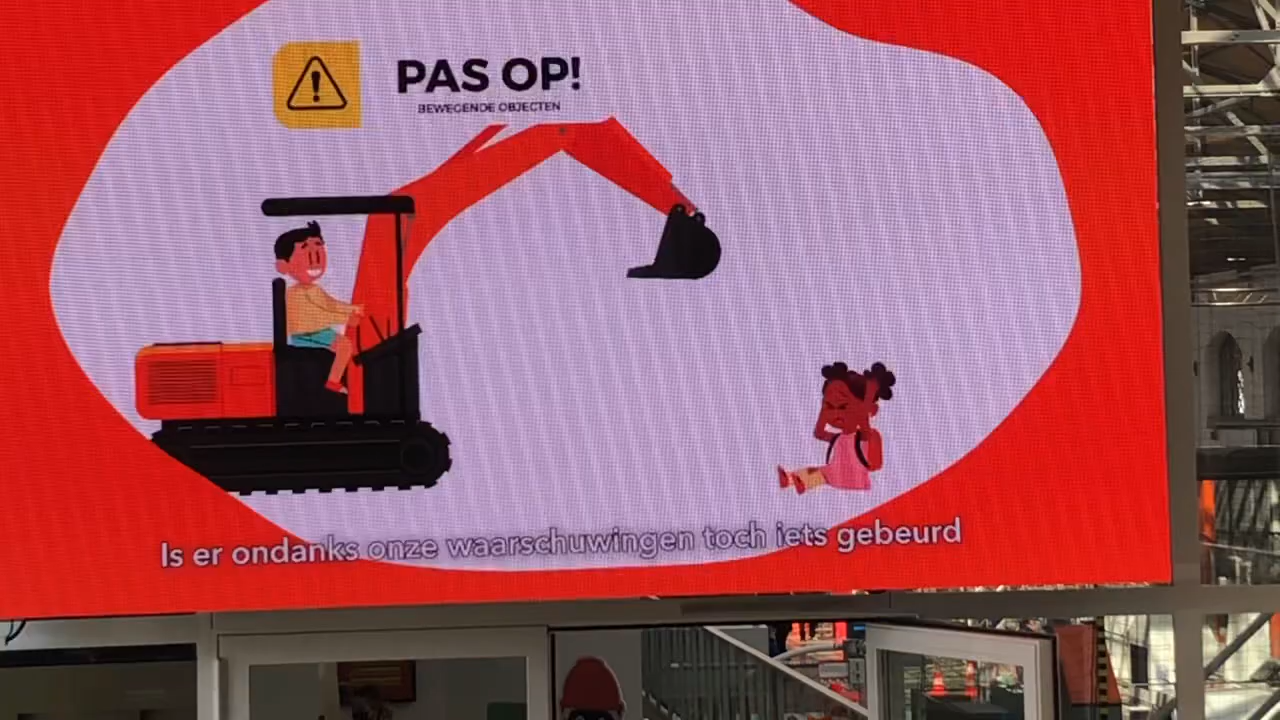 PAS OP!
BEWEGENDE OBJECTEN
Is er ondanks onze waarschuwingen toch iets gebeurd